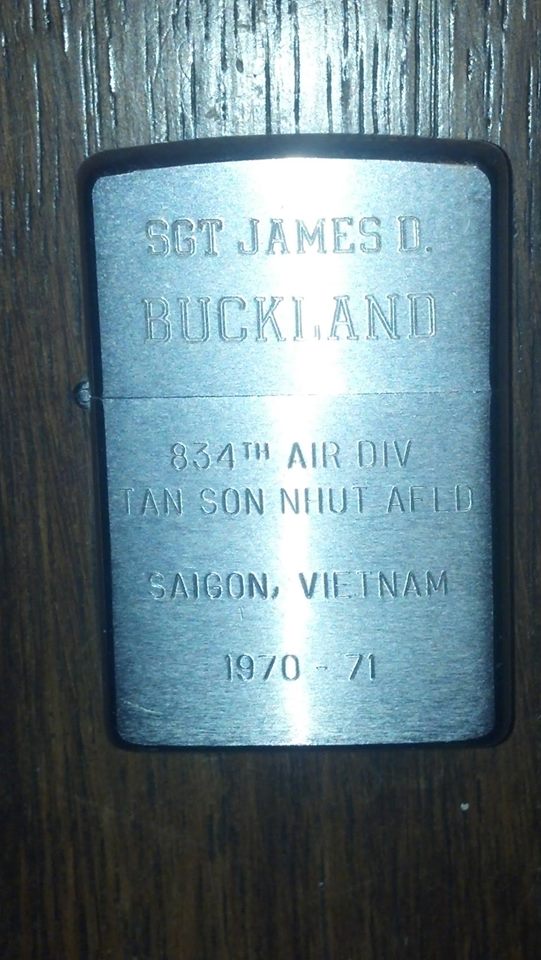 SGT JAMES D.
BUCKLAND
834TH AIR DIV
TAN SON NHUT AFLD
SAIGON, VIETNAM
1970 - 71